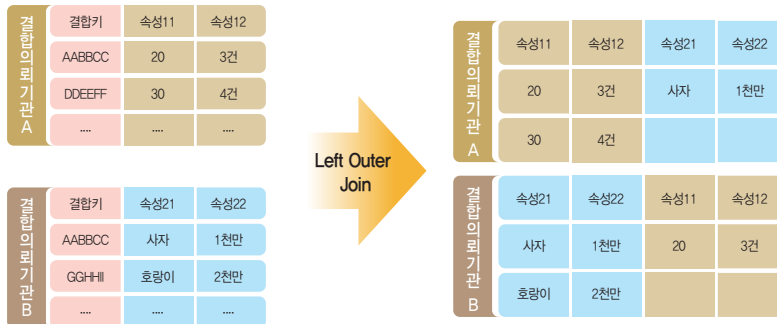 결합의뢰기관 A
결합키 속성11 속성12
AABBCC 20 3건
DDEEFF 30 4건
.... .... ....
결합의뢰기관 B
결합키 속성21 속성22
AABBCC 사자 1천만
GGHHII 호랑이 2천만
.... .... ....
Left Outer
Join
결합의뢰기관 A
속성11 속성12 속성21 속성22
20 3건 사자 1천만
30 4건
결합의뢰기관 B
속성21 속성22 속성11 속성12
사자 1천만 20 3건
호랑이 2천만